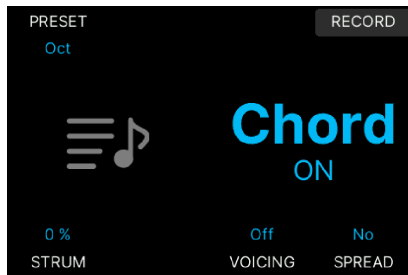 PRESET RECORD
Oct
Chord
ON
0 % Off No
STRUM VOICING SPREAD